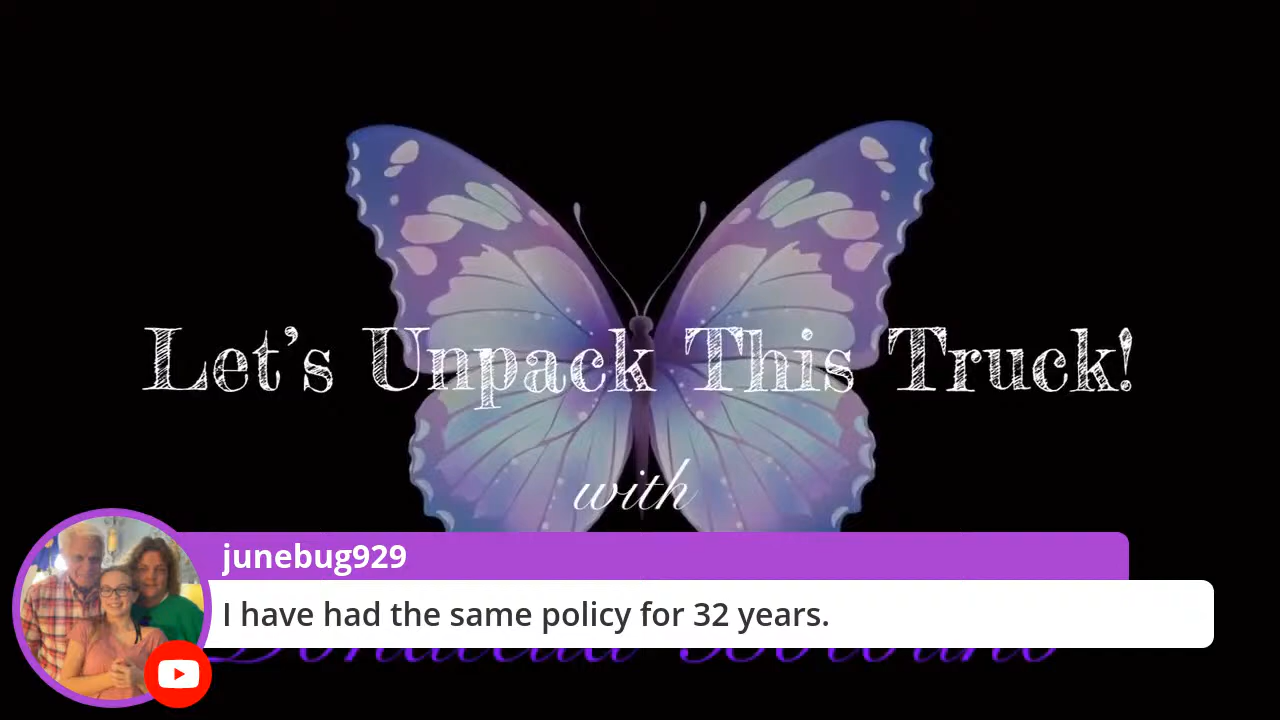 Let's Unpack This Truck!
with
junebug929
I have had the same policy for 32 years.